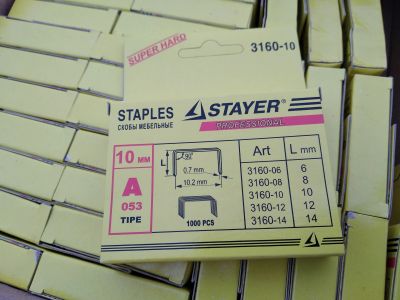 SUPER HARD
3160-10
STAPLES
СКОБЫ МЕБЕЛЬНЫЕ
STAYER®
PROFESSIONAL
10 мм
A
053
TIPE
L
90°
0.7 mm
10.2 mm
1000 PCS
Art L mm
3160-06 6
3160-08 8
3160-10 10
3160-12 12
3160-14 14